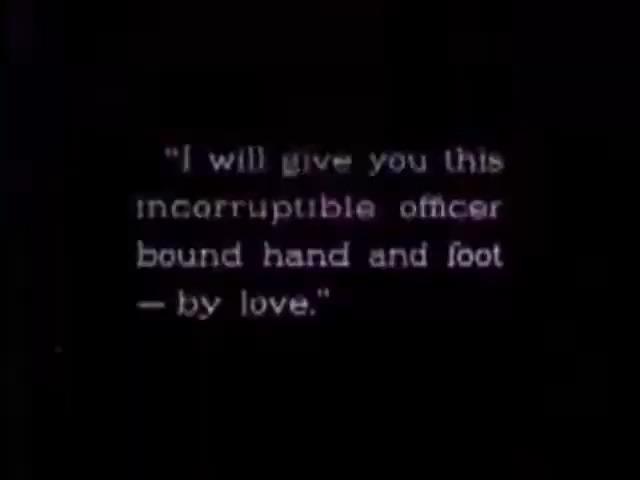 "I will give you this
incorruptible officer
bound hand and foot
— by love."